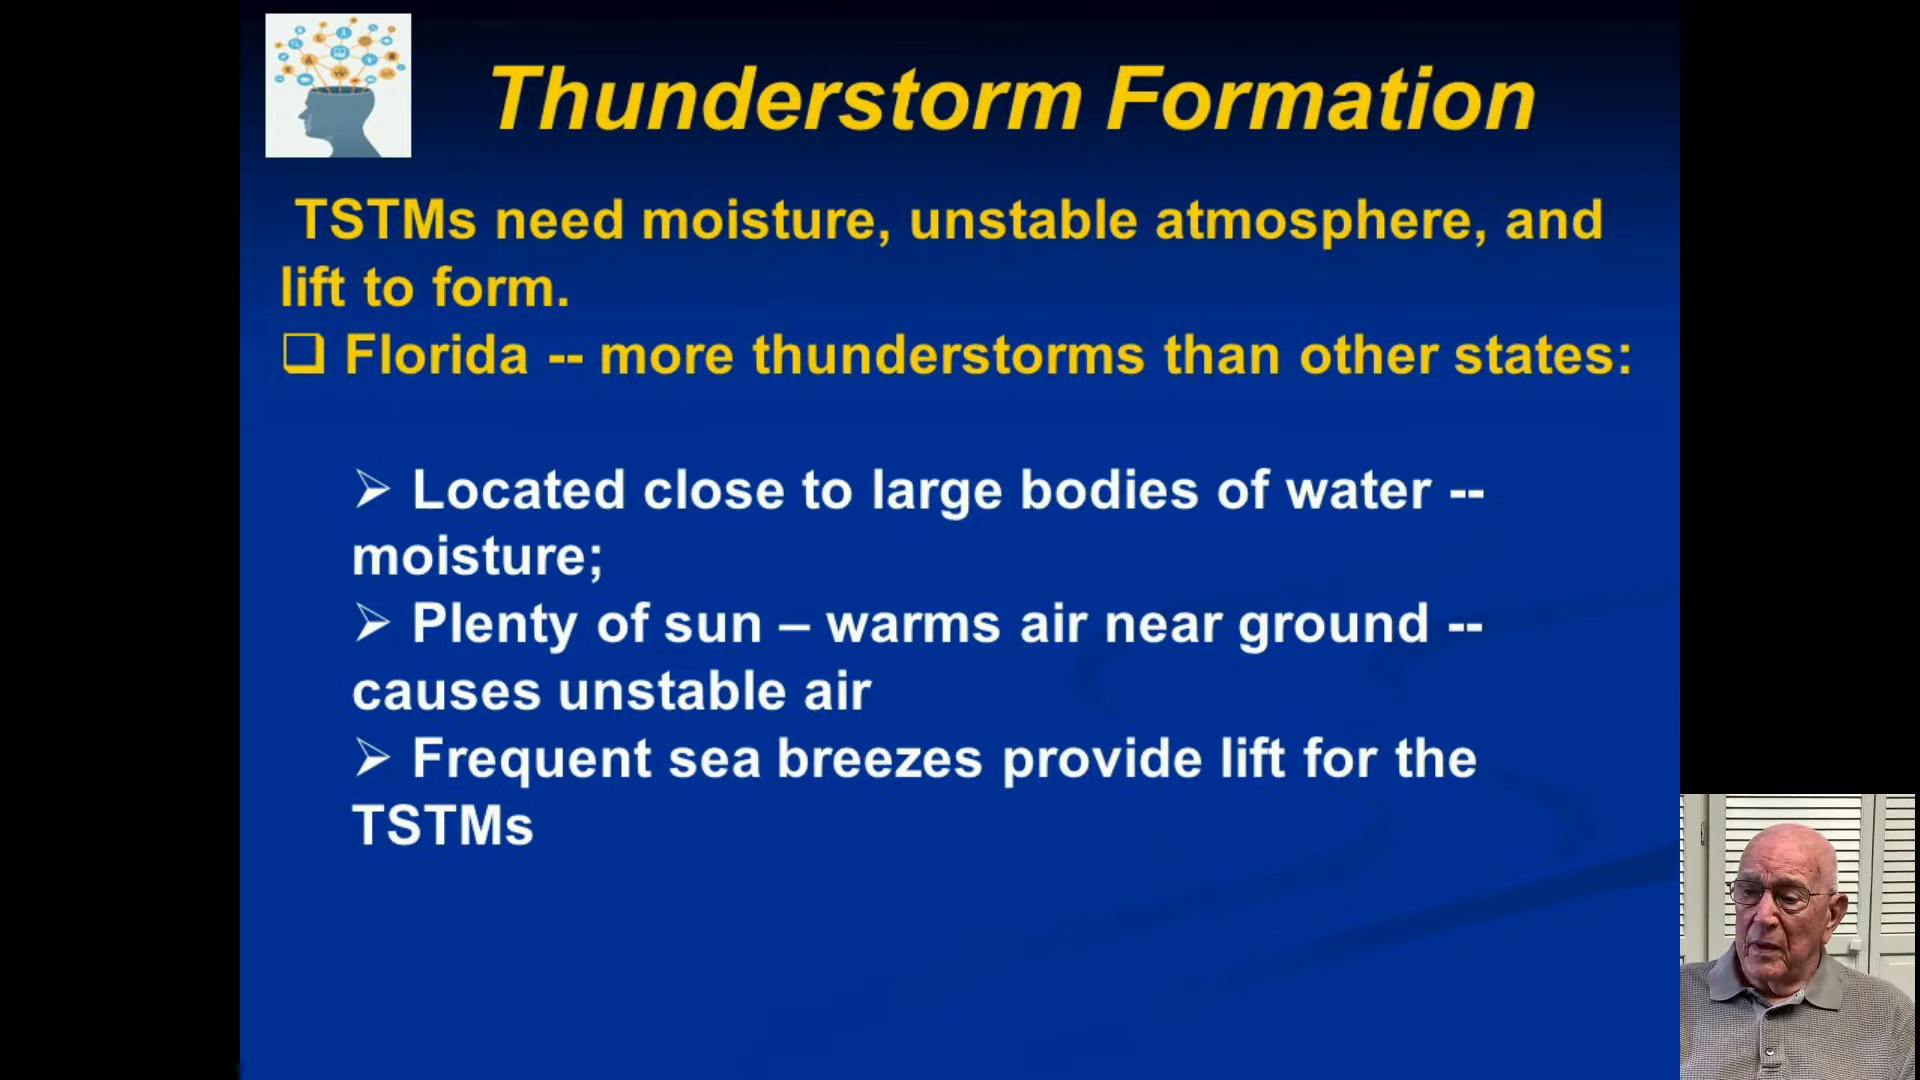 Thunderstorm Formation
TSTMs need moisture, unstable atmosphere, and
lift to form.
❑ Florida -- more thunderstorms than other states:
➢ Located close to large bodies of water --
moisture;
➢ Plenty of sun – warms air near ground --
causes unstable air
➢ Frequent sea breezes provide lift for the
TSTMs